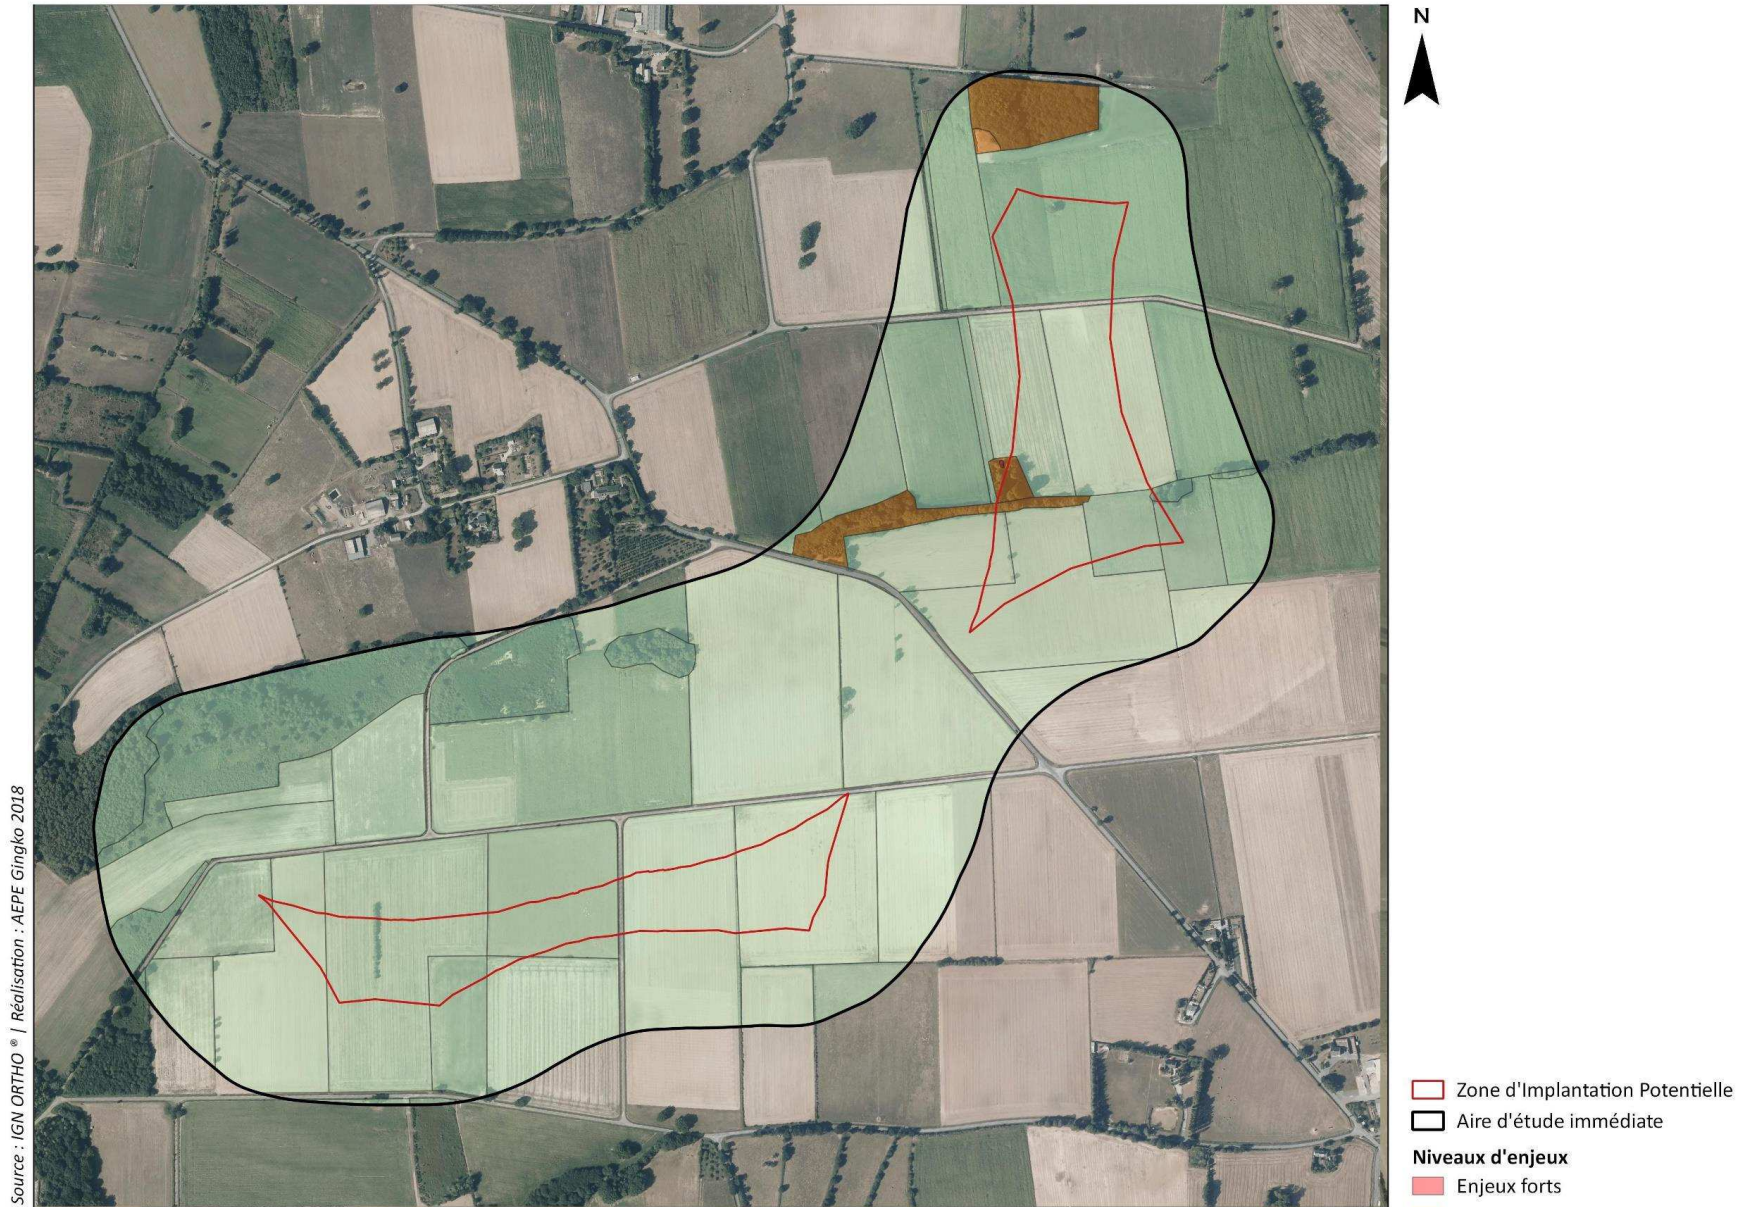 N
Source : IGN ORTHO ® | Réalisation : AEPE Gingko 2018
Zone d'Implantation Potentielle
Aire d'étude immédiate
Niveaux d'enjeux
Enjeux forts